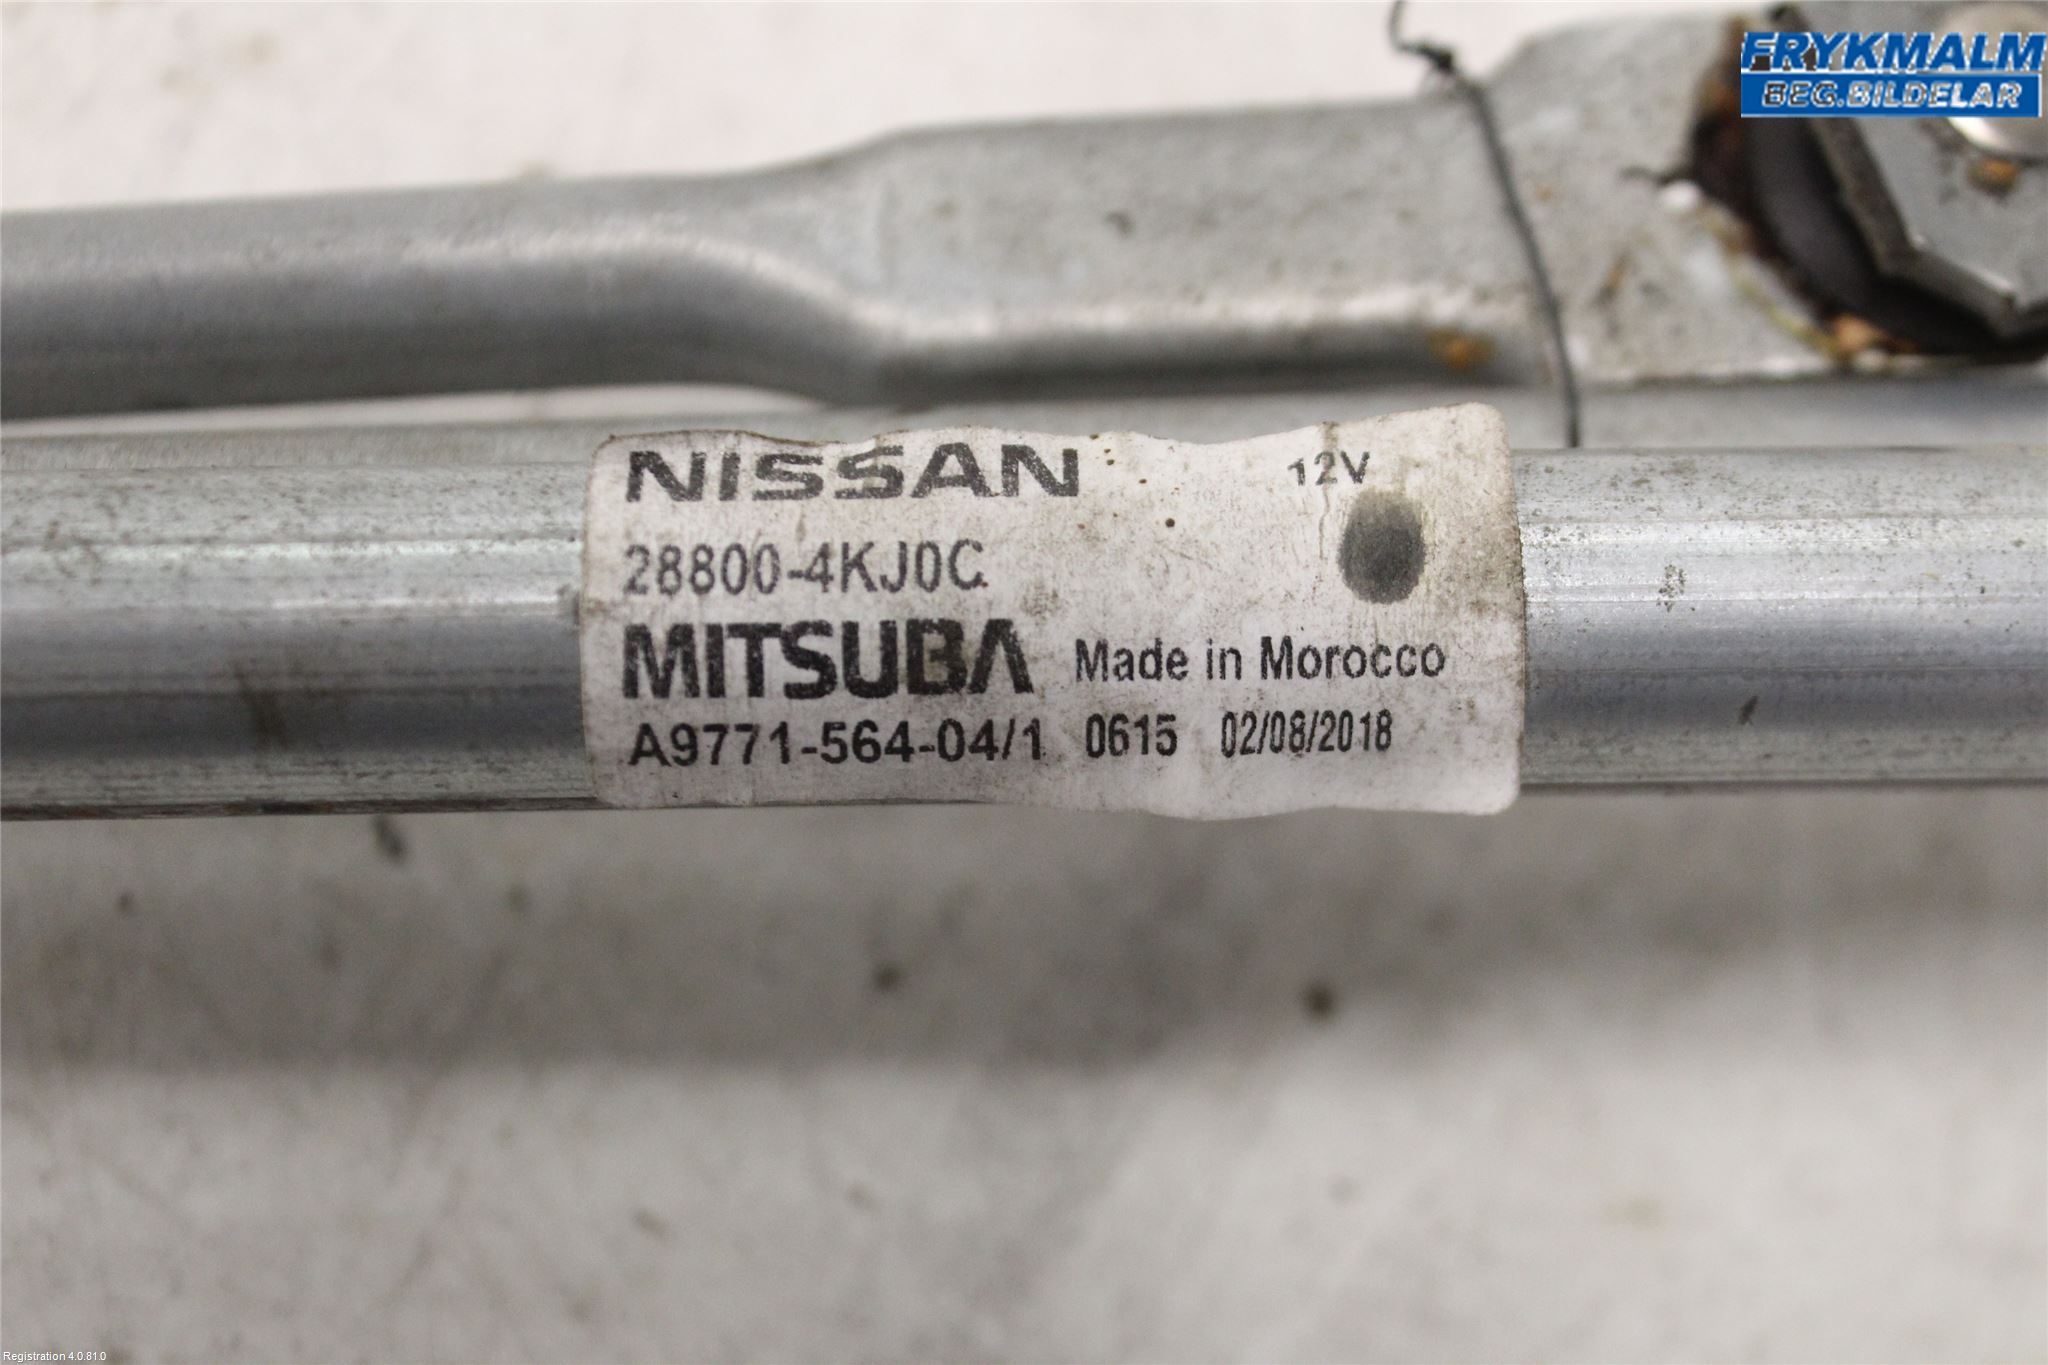 FRYKMALM
BEG.BILDELAR
NISSAN 12V
28800-4KJ0C
MITSUBA Made in Morocco
A9771-564-04/1 0615 02/08/2018
Registration 4.0.81.0